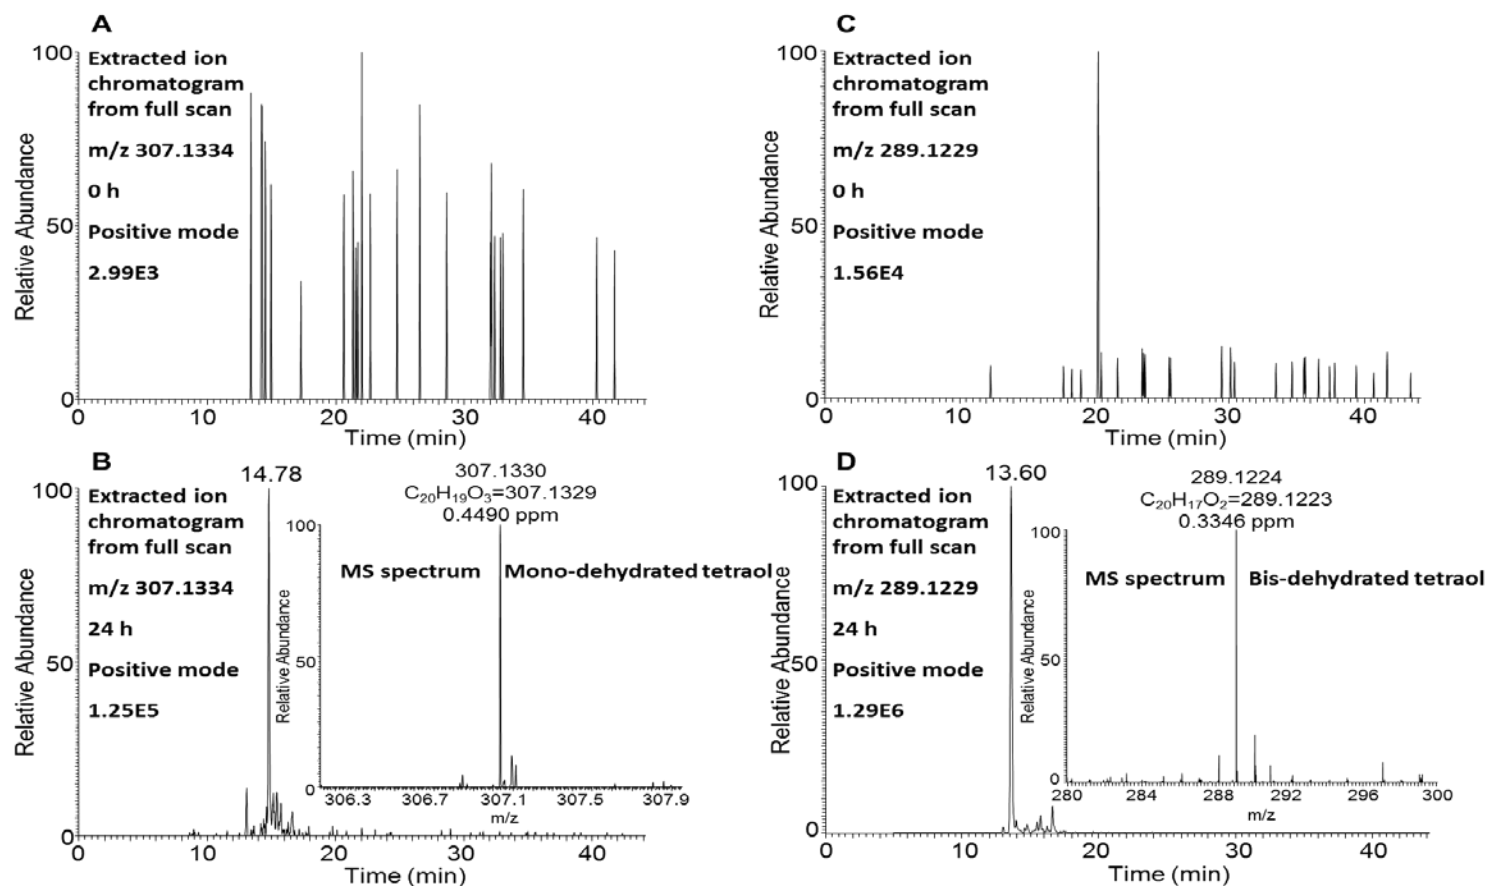 A
Extracted ion
chromatogram
from full scan
m/z 307.1334
0 h
Positive mode
2.99E3
Relative Abundance
100
50
0
0 10 20 30 40
Time (min)
C
Extracted ion
chromatogram
from full scan
m/z 289.1229
0 h
Positive mode
1.56E4
Relative Abundance
100
50
0
0 10 20 30 40
Time (min)
B
14.78
Extracted ion
chromatogram
from full scan
m/z 307.1334
24 h
Positive mode
1.25E5
Relative Abundance
100
50
0
0 10 20 30 40
Time (min)
307.1330
C₂₀H₁₉O₃=307.1329
0.4490 ppm
MS spectrum
Mono-dehydrated tetraol
Relative Abundance
100
50
0
306.3 306.7 307.1 307.5 307.9
m/z
D
13.60
Extracted ion
chromatogram
from full scan
m/z 289.1229
24 h
Positive mode
1.29E6
Relative Abundance
100
50
0
0 10 20 30 40
Time (min)
289.1224
C₂₀H₁₇O₂=289.1223
0.3346 ppm
MS spectrum
Bis-dehydrated tetraol
Relative Abundance
100
50
0
280 284 288 292 296 300
m/z